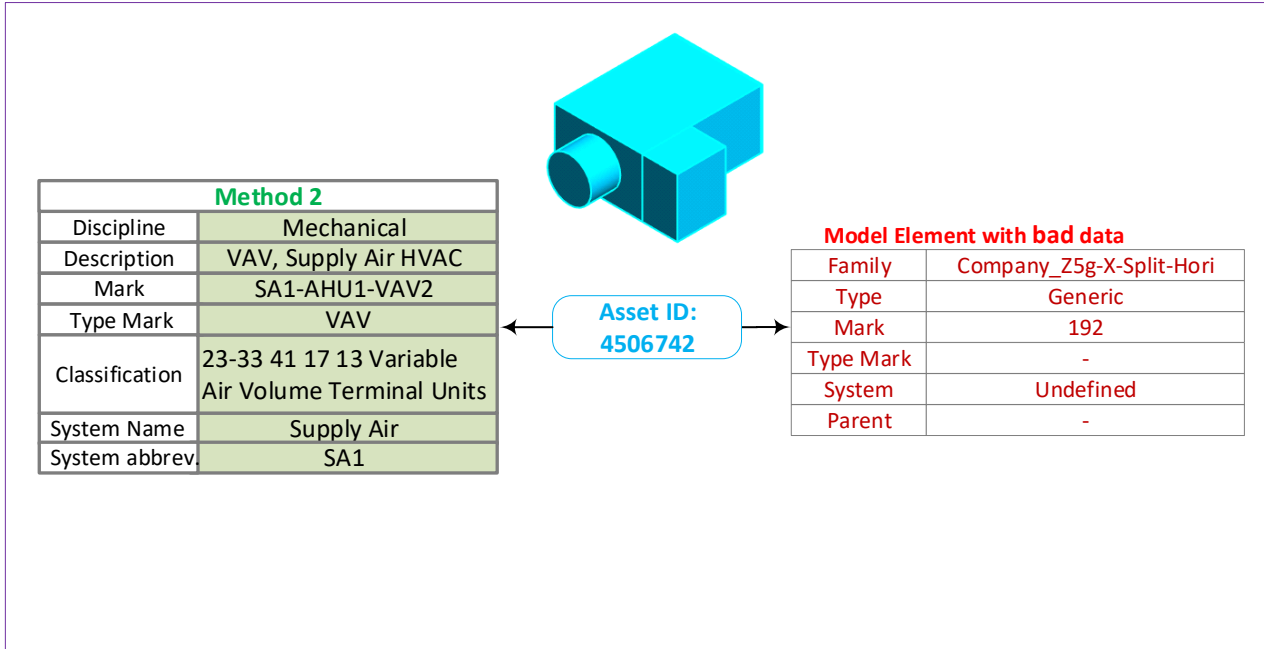 Method 2
Discipline Mechanical
Description VAV, Supply Air HVAC
Mark SA1-AHU1-VAV2
Type Mark VAV
Classification 23-33 41 17 13 Variable
Air Volume Terminal Units
System Name Supply Air
System abbrev. SA1
Asset ID:
4506742
Model Element with bad data
Family Company_Z5g-X-Split-Hori
Type Generic
Mark 192
Type Mark -
System Undefined
Parent -